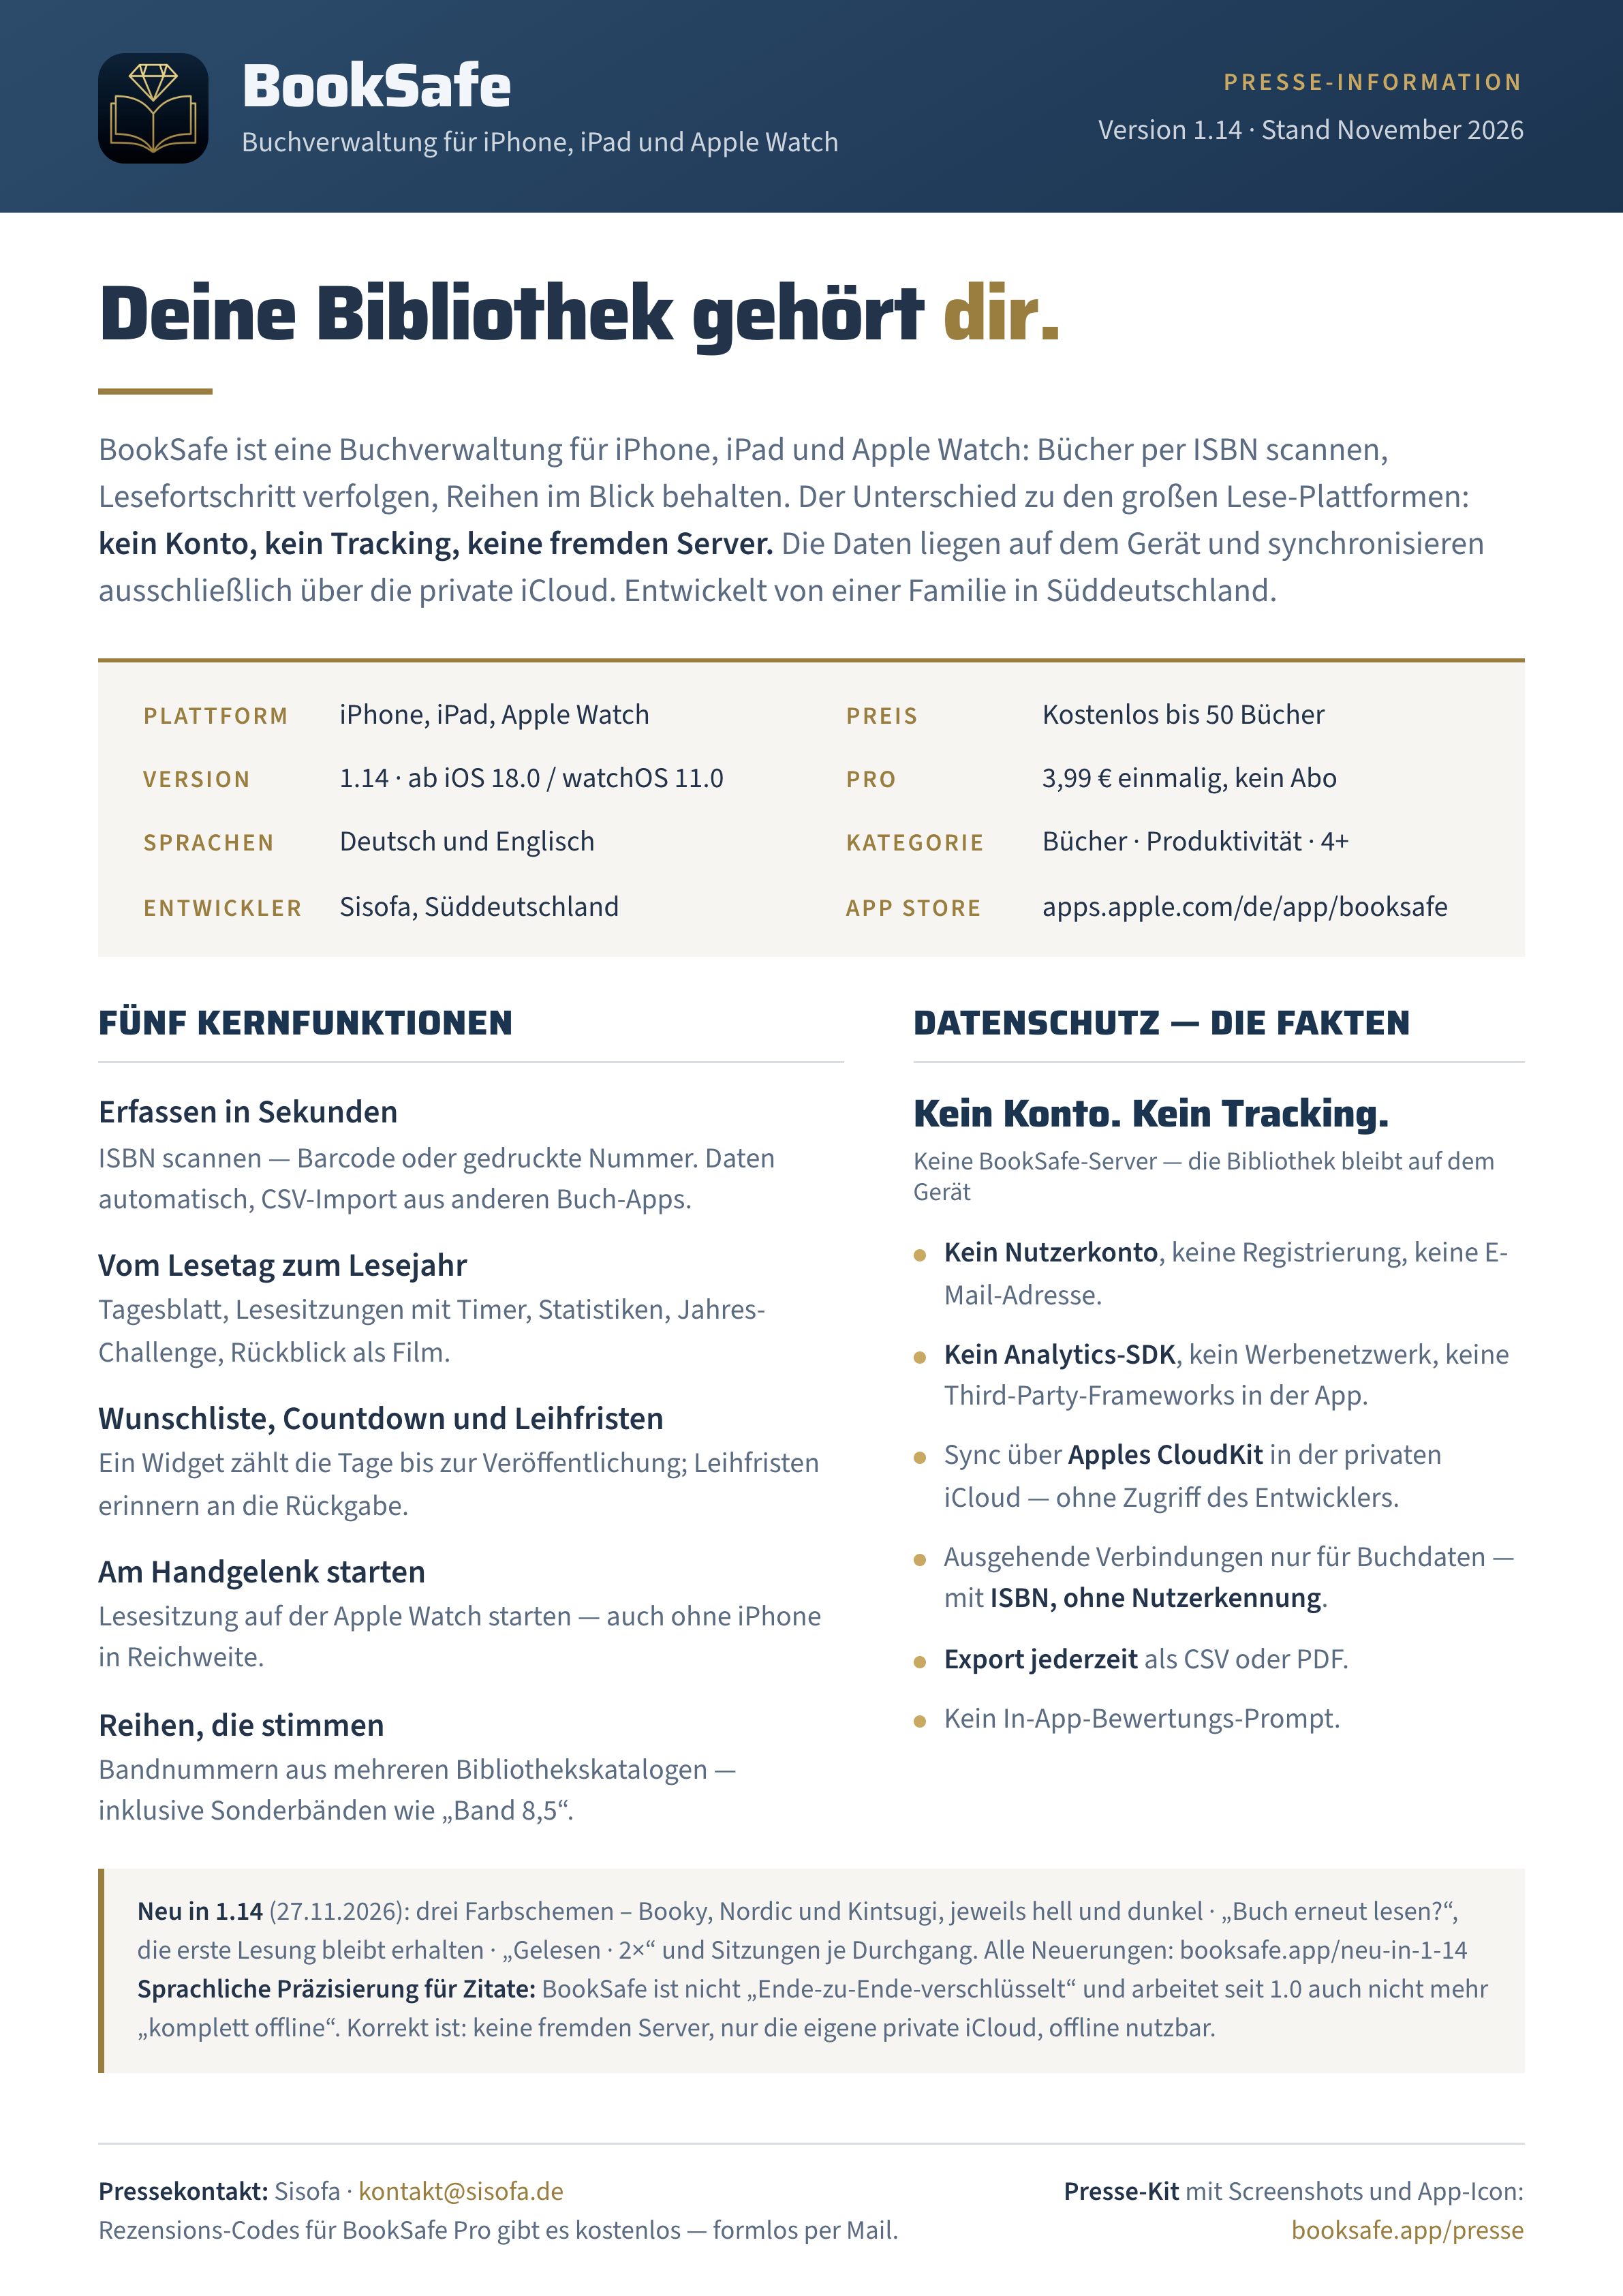 BookSafe
Buchverwaltung für iPhone, iPad und Apple Watch
PRESSE-INFORMATION
Version 1.14 · Stand November 2026
Deine Bibliothek gehört dir.
BookSafe ist eine Buchverwaltung für iPhone, iPad und Apple Watch: Bücher per ISBN scannen,
Lesefortschritt verfolgen, Reihen im Blick behalten. Der Unterschied zu den großen Lese-Plattformen:
kein Konto, kein Tracking, keine fremden Server. Die Daten liegen auf dem Gerät und synchronisieren
ausschließlich über die private iCloud. Entwickelt von einer Familie in Süddeutschland.
PLATTFORM iPhone, iPad, Apple Watch
PREIS Kostenlos bis 50 Bücher
VERSION 1.14 · ab iOS 18.0 / watchOS 11.0
PRO 3,99 € einmalig, kein Abo
SPRACHEN Deutsch und Englisch
KATEGORIE Bücher · Produktivität · 4+
ENTWICKLER Sisofa, Süddeutschland
APP STORE apps.apple.com/de/app/booksafe
FÜNF KERNFUNKTIONEN
Erfassen in Sekunden
ISBN scannen — Barcode oder gedruckte Nummer. Daten
automatisch, CSV-Import aus anderen Buch-Apps.
Vom Lesetag zum Lesejahr
Tagesblatt, Lesesitzungen mit Timer, Statistiken, Jahres-
Challenge, Rückblick als Film.
Wunschliste, Countdown und Leihfristen
Ein Widget zählt die Tage bis zur Veröffentlichung; Leihfristen
erinnern an die Rückgabe.
Am Handgelenk starten
Lesesitzung auf der Apple Watch starten — auch ohne iPhone
in Reichweite.
Reihen, die stimmen
Bandnummern aus mehreren Bibliothekskatalogen —
inklusive Sonderbänden wie „Band 8,5“.
DATENSCHUTZ — DIE FAKTEN
Kein Konto. Kein Tracking.
Keine BookSafe-Server — die Bibliothek bleibt auf dem
Gerät
Kein Nutzerkonto, keine Registrierung, keine E-
Mail-Adresse.
Kein Analytics-SDK, kein Werbenetzwerk, keine
Third-Party-Frameworks in der App.
Sync über Apples CloudKit in der privaten
iCloud — ohne Zugriff des Entwicklers.
Ausgehende Verbindungen nur für Buchdaten —
mit ISBN, ohne Nutzerkennung.
Export jederzeit als CSV oder PDF.
Kein In-App-Bewertungs-Prompt.
Neu in 1.14 (27.11.2026): drei Farbschemen – Booky, Nordic und Kintsugi, jeweils hell und dunkel · „Buch erneut lesen?“,
die erste Lesung bleibt erhalten · „Gelesen · 2×“ und Sitzungen je Durchgang. Alle Neuerungen: booksafe.app/neu-in-1-14
Sprachliche Präzisierung für Zitate: BookSafe ist nicht „Ende-zu-Ende-verschlüsselt“ und arbeitet seit 1.0 auch nicht mehr
„komplett offline“. Korrekt ist: keine fremden Server, nur die eigene private iCloud, offline nutzbar.
Pressekontakt: Sisofa · kontakt@sisofa.de
Rezensions-Codes für BookSafe Pro gibt es kostenlos — formlos per Mail.
Presse-Kit mit Screenshots und App-Icon:
booksafe.app/presse